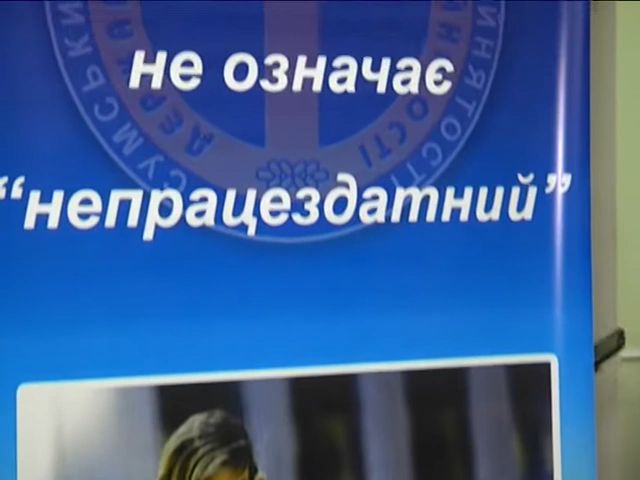 не означає
“непрацездатний”